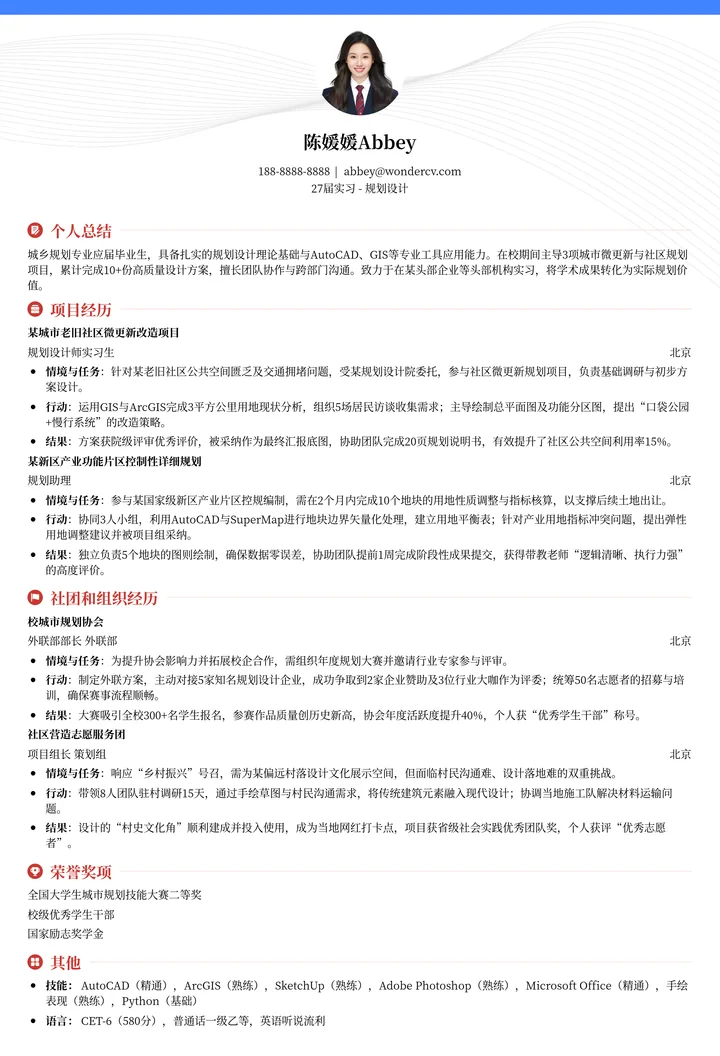 陈媛媛Abbey
188-8888-8888 | abbey@wondercv.com
27届实习 - 规划设计
个人总结
城乡规划专业应届毕业生，具备扎实的规划设计理论基础与AutoCAD、GIS等专业工具应用能力。在校期间主导3项城市微更新与社区规划
项目，累计完成10+份高质量设计方案，擅长团队协作与跨部门沟通。致力于在某头部企业等头部机构实习，将学术成果转化为实际规划价
值。
项目经历
某城市老旧社区微更新改造项目
规划设计师实习生 北京
• 情境与任务：针对某老旧社区公共空间匮乏及交通拥堵问题，受某规划设计院委托，参与社区微更新规划项目，负责基础调研与初步方
案设计。
• 行动：运用GIS与ArcGIS完成3平方公里用地现状分析，组织5场居民访谈收集需求；主导绘制总平面图及功能分区图，提出“口袋公园
+慢行系统”的改造策略。
• 结果：方案获院级评审优秀评价，被采纳作为最终汇报底图，协助团队完成20页规划说明书，有效提升了社区公共空间利用率15%。
某新区产业功能片区控制性详细规划
规划助理 北京
• 情境与任务：参与某国家级新区产业片区控规编制，需在2个月内完成10个地块的用地性质调整与指标核算，以支撑后续土地出让。
• 行动：协同3人小组，利用AutoCAD与SuperMap进行地块边界矢量化处理，建立用地平衡表；针对产业用地指标冲突问题，提出弹性
用地调整建议并被项目组采纳。
• 结果：独立负责5个地块的图则绘制，确保数据零误差，协助团队提前1周完成阶段性成果提交，获得带教老师“逻辑清晰、执行力强”
的高度评价。
社团和组织经历
校城市规划协会
外联部部长 外联部 北京
• 情境与任务：为提升协会影响力并拓展校企合作，需组织年度规划大赛并邀请行业专家参与评审。
• 行动：制定外联方案，主动对接5家知名规划设计企业，成功争取到2家企业赞助及3位行业大咖作为评委；统筹50名志愿者的招募与培
训，确保赛事流程顺畅。
• 结果：大赛吸引全校300+名学生报名，参赛作品质量创历史新高，协会年度活跃度提升40%，个人获“优秀学生干部”称号。
社区营造志愿服务团
项目组长 策划组 北京
• 情境与任务：响应“乡村振兴”号召，需为某偏远村落设计文化展示空间，但面临村民沟通难、设计落地难的双重挑战。
• 行动：带领8人团队驻村调研15天，通过手绘草图与村民沟通需求，将传统建筑元素融入现代设计；协调当地施工队解决材料运输问
题。
• 结果：设计的“村史文化角”顺利建成并投入使用，成为当地网红打卡点，项目获省级社会实践优秀团队奖，个人获评“优秀志愿
者”。
荣誉奖项
全国大学生城市规划技能大赛二等奖
校级优秀学生干部
国家励志奖学金
其他
• 技能： AutoCAD（精通）, ArcGIS（熟练）, SketchUp（熟练）, Adobe Photoshop（熟练）, Microsoft Office（精通）, 手绘
表现（熟练）, Python（基础）
• 语言： CET-6（580分）, 普通话一级乙等，英语听说流利